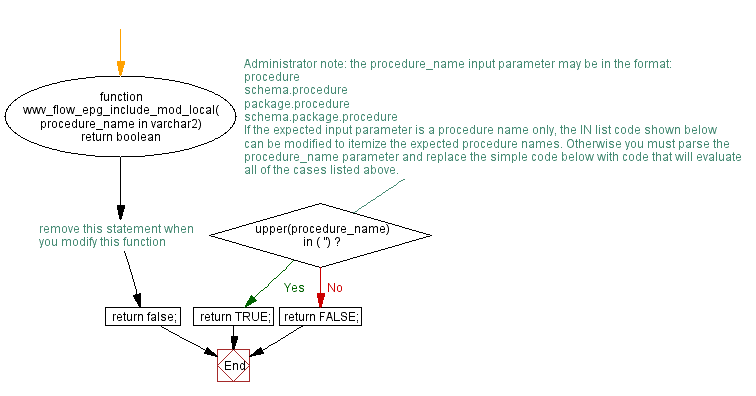 Administrator note: the procedure_name input parameter may be in the format:
procedure
schema.procedure
package.procedure
schema.package.procedure
If the expected input parameter is a procedure name only, the IN list code shown below
can be modified to itemize the expected procedure names. Otherwise you must parse the
procedure_name parameter and replace the simple code below with code that will evaluate
all of the cases listed above.
function
wwv_flow_epg_include_mod_local(
procedure_name in varchar2)
return boolean
remove this statement when
you modify this function
upper(procedure_name)
in ( '') ?
Yes
No
return false;
return TRUE;
return FALSE;
End